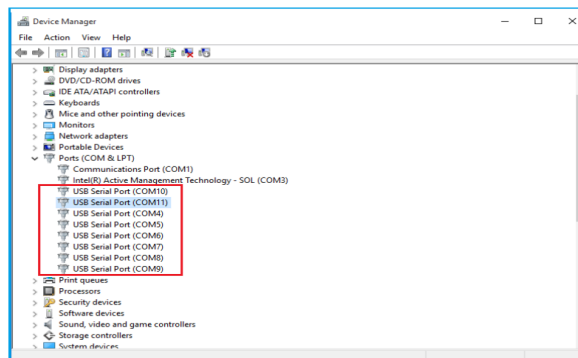 Device Manager
File Action View Help
Display adapters
DVD/CD-ROM drives
IDE ATA/ATAPI controllers
Keyboards
Mice and other pointing devices
Monitors
Network adapters
Portable Devices
Ports (COM & LPT)
Communications Port (COM1)
Intel(R) Active Management Technology - SOL (COM3)
USB Serial Port (COM10)
USB Serial Port (COM11)
USB Serial Port (COM4)
USB Serial Port (COM5)
USB Serial Port (COM6)
USB Serial Port (COM7)
USB Serial Port (COM8)
USB Serial Port (COM9)
Print queues
Processors
Security devices
Software devices
Sound, video and game controllers
Storage controllers
System devices